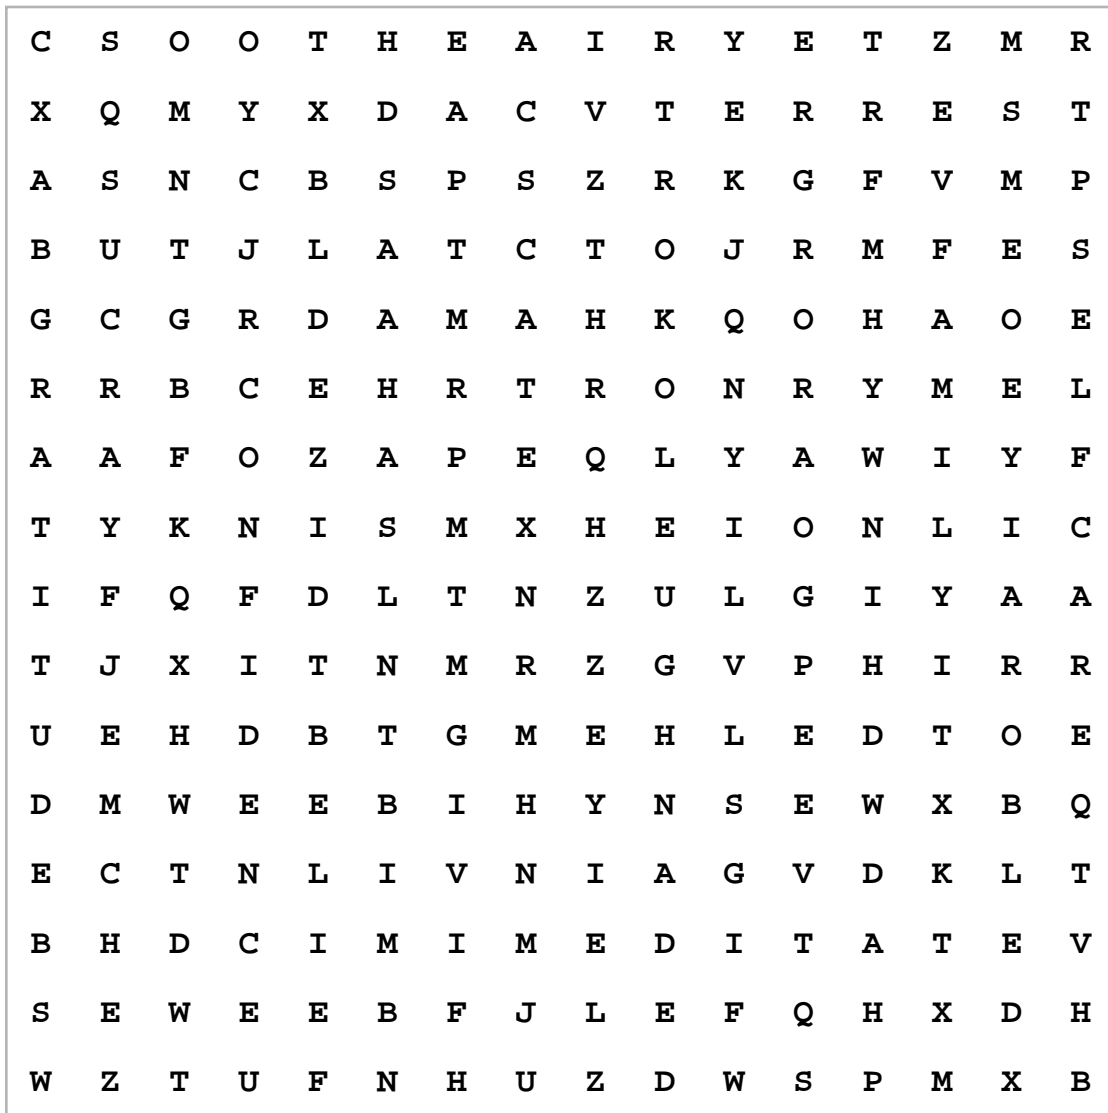 C S O O T H E A I R Y E T Z M R
X Q M Y X D A C V T E R R E S T
A S N C B S P S Z R K G F V M P
B U T J L A T C T O J R M F E S
G C G R D A M A H K Q O H A O E
R R B C E H R T R O N R Y M E L
A A F O Z A P E Q L Y A W I Y F
T Y K N I S M X H E I O N L I C
I F Q F D L T N Z U L G I Y A A
T J X I T N M R Z G V P H I R R
U E H D B T G M E H L E D T O E
D M W E E B I H Y N S E W X B Q
E C T N L I V N I A G V D K L T
B H D C I M I M E D I T A T E V
S E W E E B F J L E F Q H X D H
W Z T U F N H U Z D W S P M X B